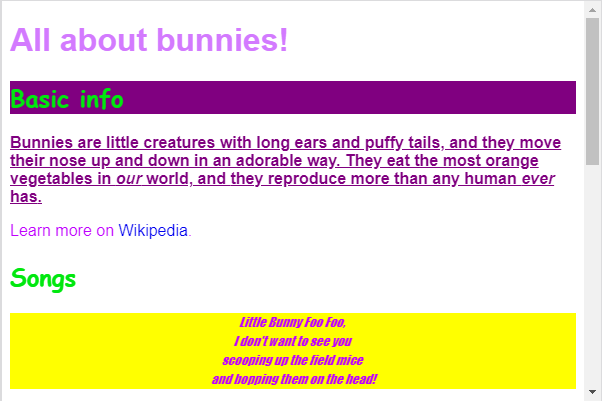 All about bunnies!
Basic info
Bunnies are little creatures with long ears and puffy tails, and they move
their nose up and down in an adorable way. They eat the most orange
vegetables in our world, and they reproduce more than any human ever
has.
Learn more on Wikipedia.
Songs
Little Bunny Foo Foo,
I don't want to see you
scooping up the field mice
and bopping them on the head!